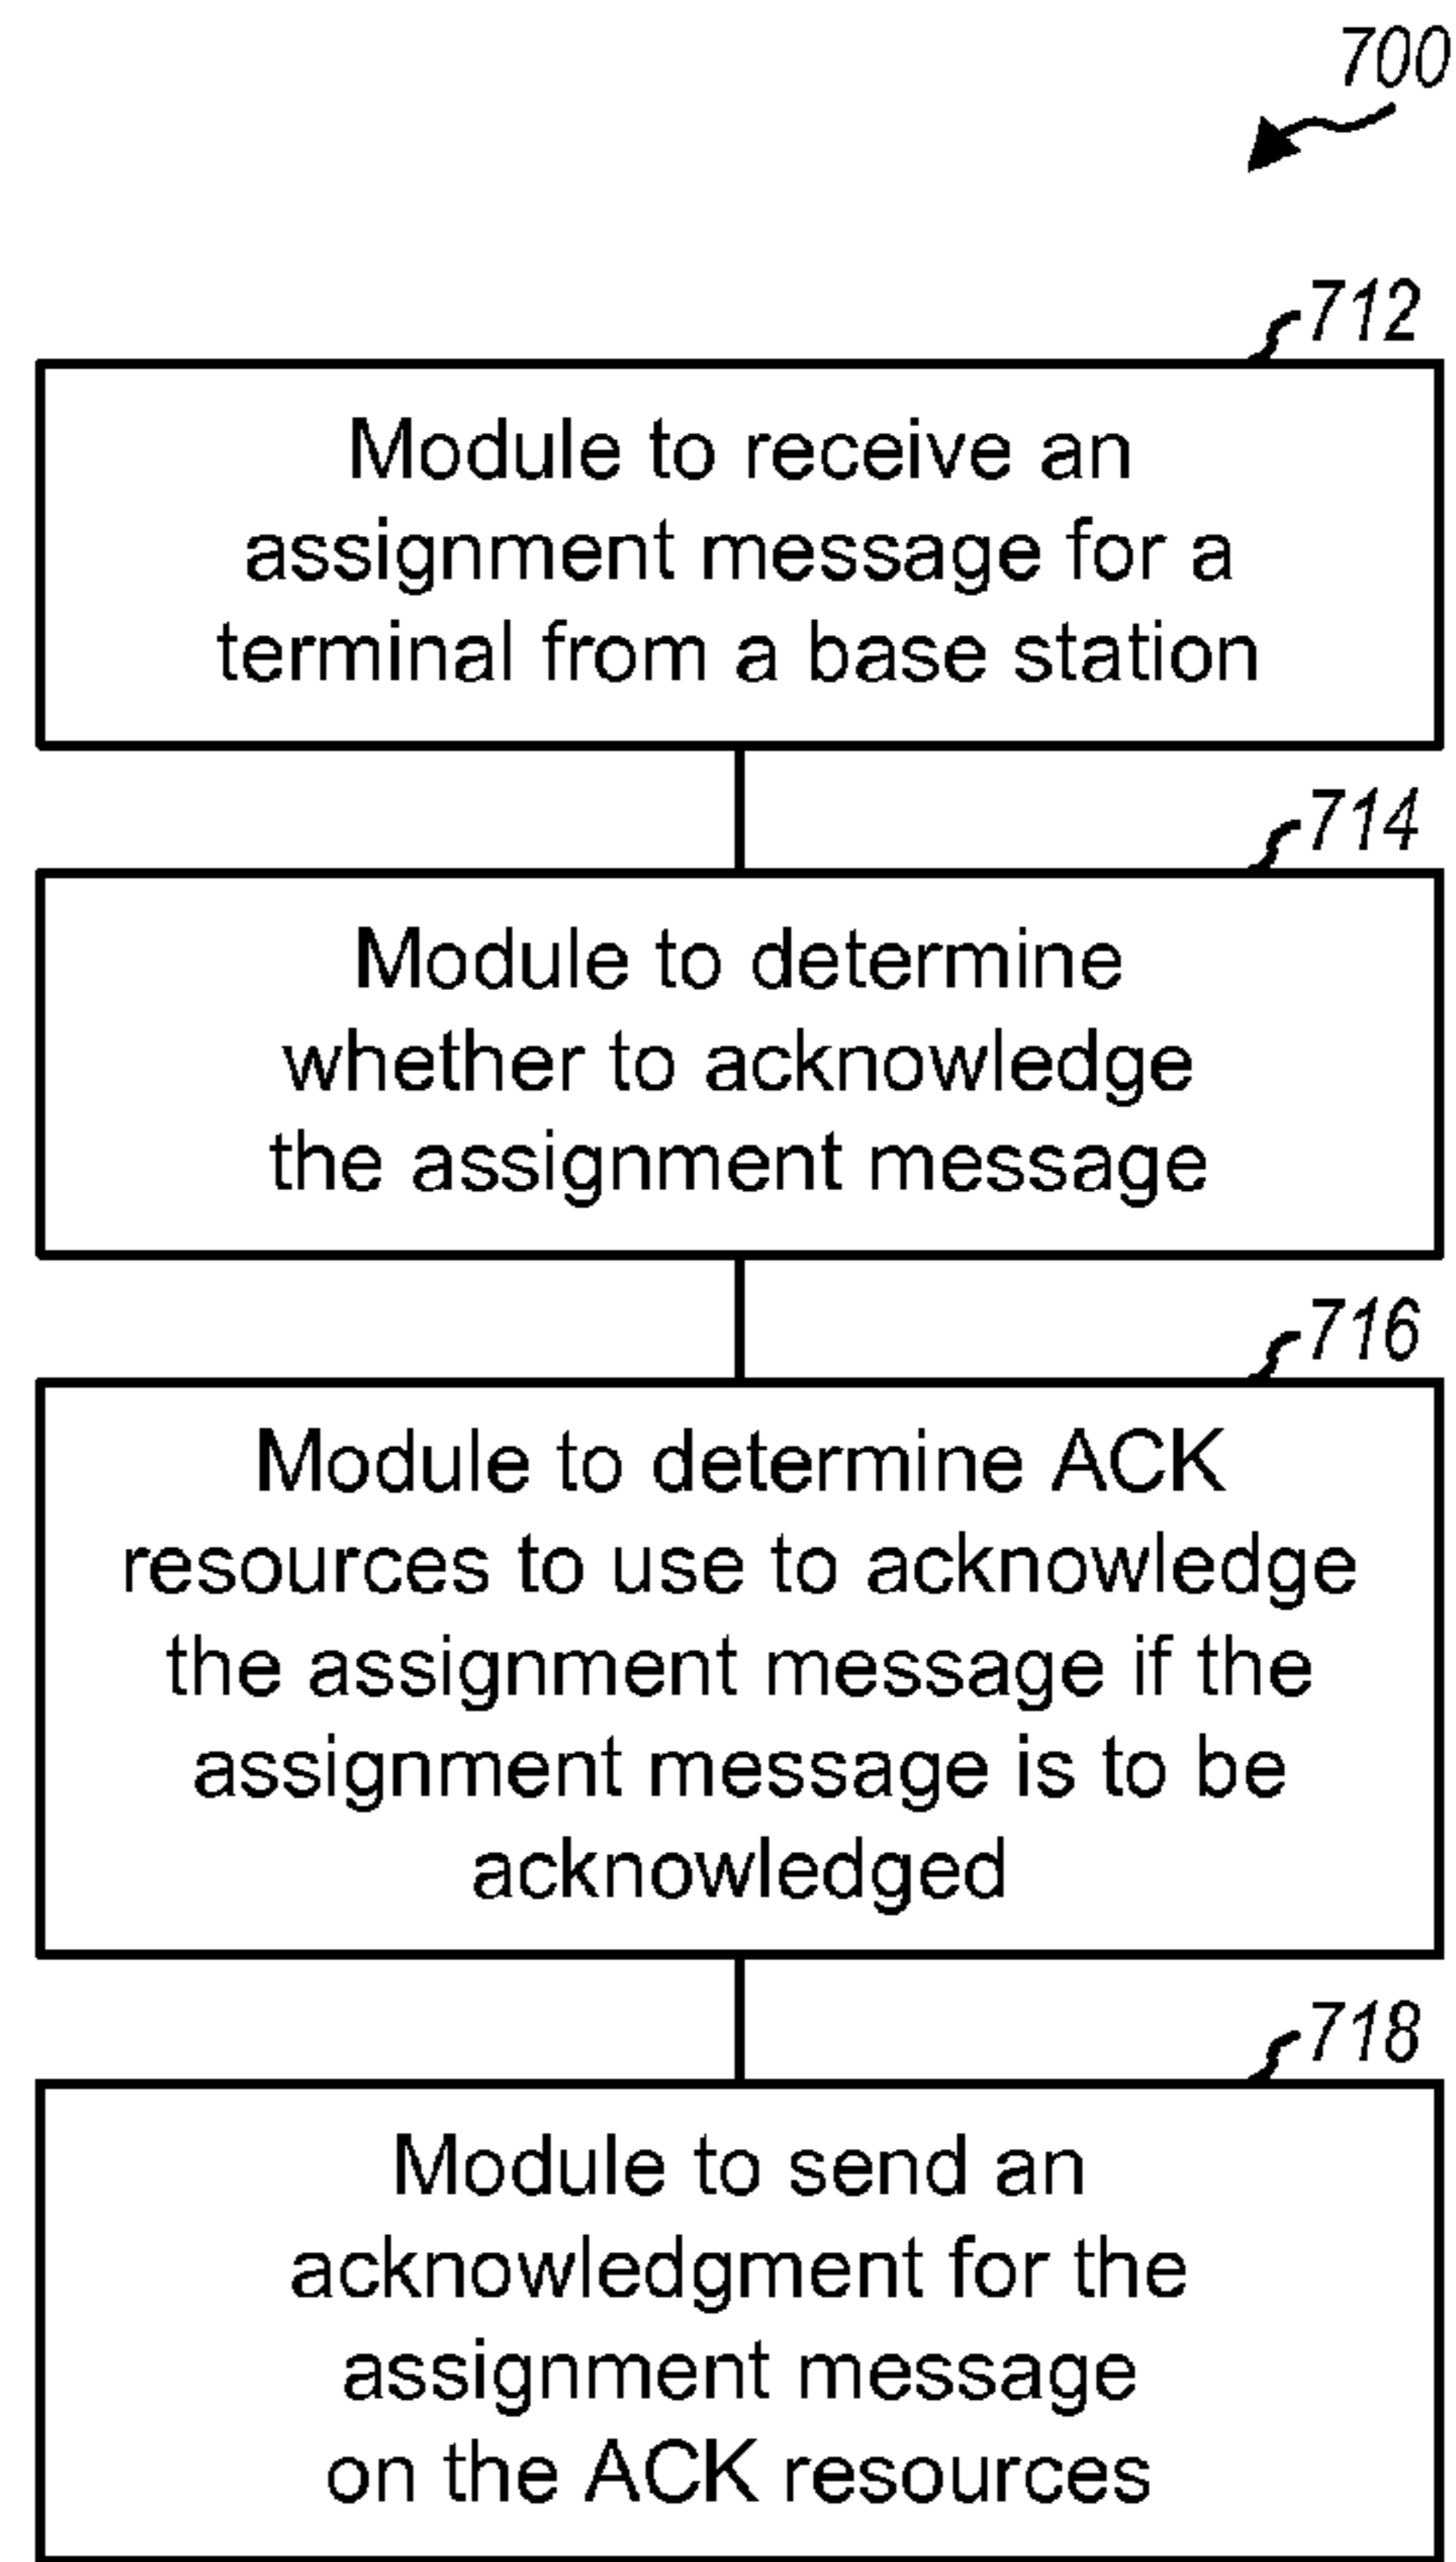 700
712
Module to receive an
assignment message for a
terminal from a base station
714
Module to determine
whether to acknowledge
the assignment message
716
Module to determine ACK
resources to use to acknowledge
the assignment message if the
assignment message is to be
acknowledged
718
Module to send an
acknowledgment for the
assignment message
on the ACK resources